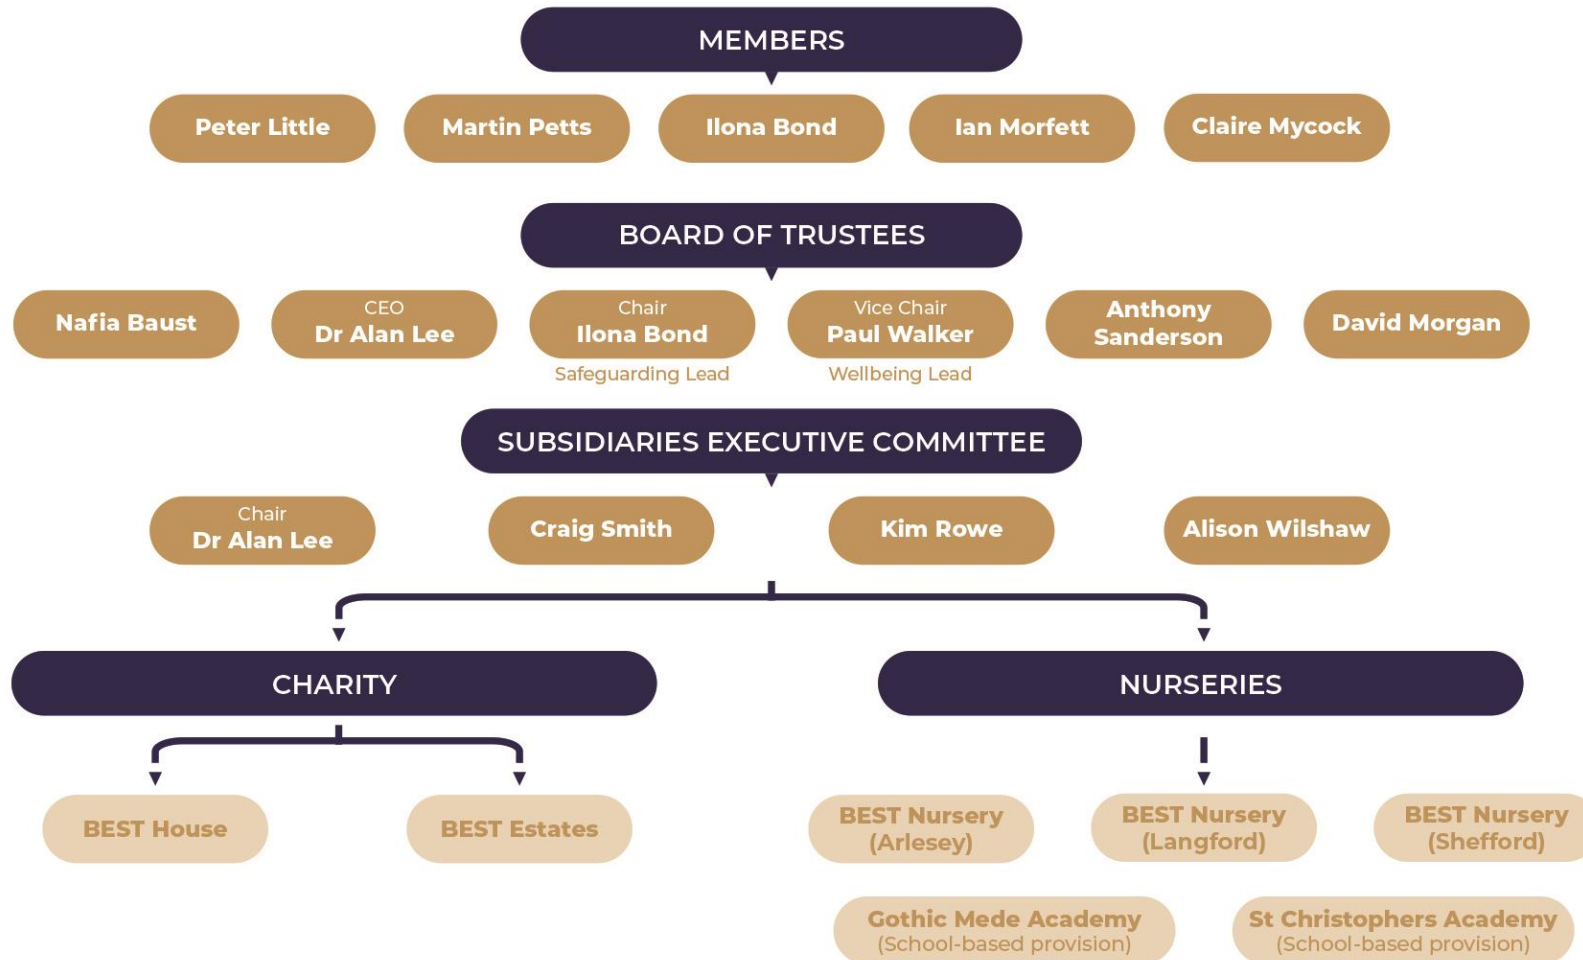 MEMBERS
Peter Little
Martin Petts
Ilona Bond
Ian Morfett
Claire Mycock
BOARD OF TRUSTEES
Nafia Baust
CEO
Dr Alan Lee
Chair
Ilona Bond
Safeguarding Lead
Vice Chair
Paul Walker
Wellbeing Lead
Anthony
Sanderson
David Morgan
SUBSIDIARIES EXECUTIVE COMMITTEE
Chair
Dr Alan Lee
Craig Smith
Kim Rowe
Alison Wilshaw
CHARITY
BEST House
BEST Estates
NURSERIES
BEST Nursery
(Arlesey)
BEST Nursery
(Langford)
BEST Nursery
(Shefford)
Gothic Mede Academy
(School-based provision)
St Christophers Academy
(School-based provision)